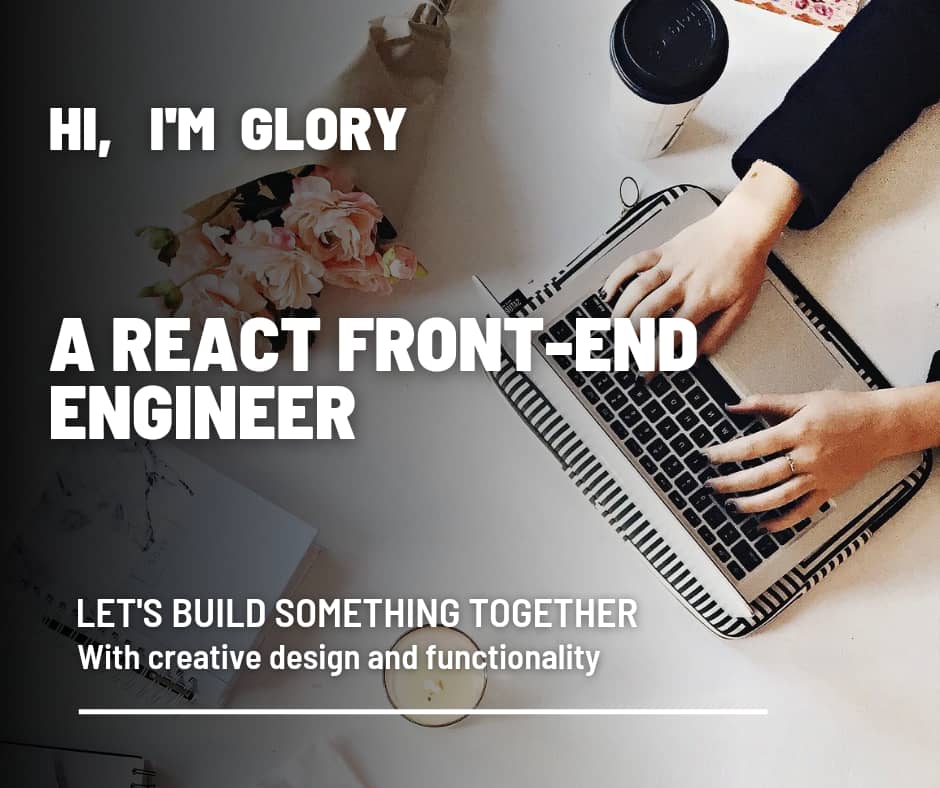 HI, I'M GLORY
A REACT FRONT-END
ENGINEER
LET'S BUILD SOMETHING TOGETHER
With creative design and functionality